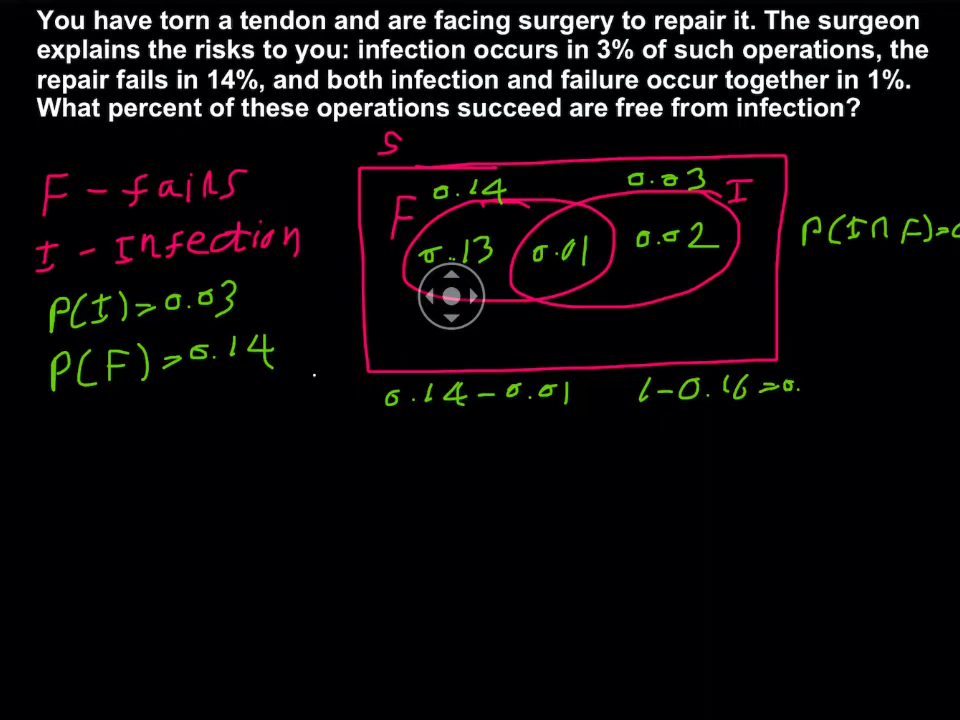 You have torn a tendon and are facing surgery to repair it. The surgeon
explains the risks to you: infection occurs in 3% of such operations, the
repair fails in 14%, and both infection and failure occur together in 1%.
What percent of these operations succeed are free from infection?
S
F - fails
0.14
0.03
I
F
I - Infection
0.13
0.01
0.02
P(I∩F)=0
P(I)=0.03
P(F)=0.14
0.14-0.01
1-0.16=0.